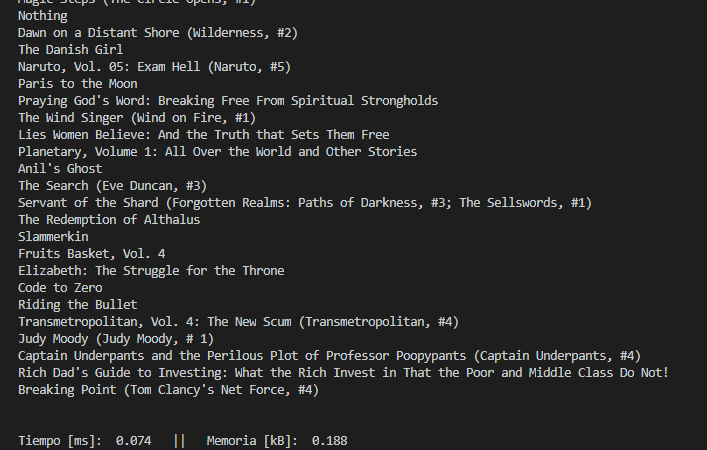 Magic Steps (The Circle Opens, #1)
Nothing
Dawn on a Distant Shore (Wilderness, #2)
The Danish Girl
Naruto, Vol. 05: Exam Hell (Naruto, #5)
Paris to the Moon
Praying God's Word: Breaking Free From Spiritual Strongholds
The Wind Singer (Wind on Fire, #1)
Lies Women Believe: And the Truth that Sets Them Free
Planetary, Volume 1: All Over the World and Other Stories
Anil's Ghost
The Search (Eve Duncan, #3)
Servant of the Shard (Forgotten Realms: Paths of Darkness, #3; The Sellswords, #1)
The Redemption of Althalus
Slammerkin
Fruits Basket, Vol. 4
Elizabeth: The Struggle for the Throne
Code to Zero
Riding the Bullet
Transmetropolitan, Vol. 4: The New Scum (Transmetropolitan, #4)
Judy Moody (Judy Moody, # 1)
Captain Underpants and the Perilous Plot of Professor Poopypants (Captain Underpants, #4)
Rich Dad's Guide to Investing: What the Rich Invest in That the Poor and Middle Class Do Not!
Breaking Point (Tom Clancy's Net Force, #4)
Tiempo [ms]:  0.074   ||   Memoria [kB]:  0.188